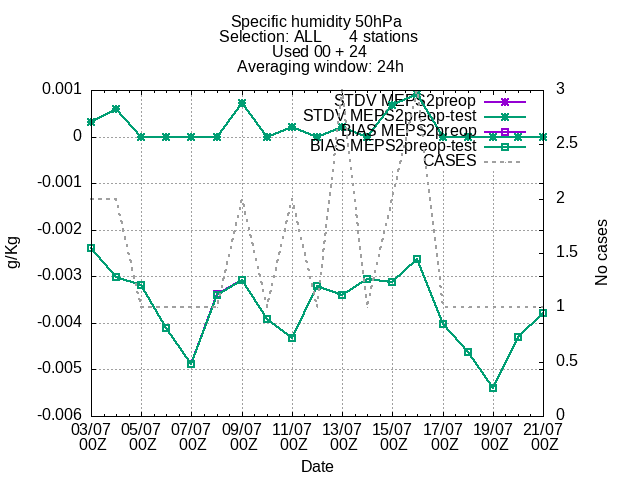 Specific humidity 50hPa
Selection: ALL 4 stations
Used 00 + 24
Averaging window: 24h
0.001
0
-0.001
-0.002
-0.003
-0.004
-0.005
-0.006
g/Kg
STDV MEPS2preop
STDV MEPS2preop-test
BIAS MEPS2preop
BIAS MEPS2preop-test
CASES
3
2.5
2
1.5
1
0.5
0
No cases
03/07 05/07 07/07 09/07 11/07 13/07 15/07 17/07 19/07 21/07
00Z 00Z 00Z 00Z 00Z 00Z 00Z 00Z 00Z 00Z
Date